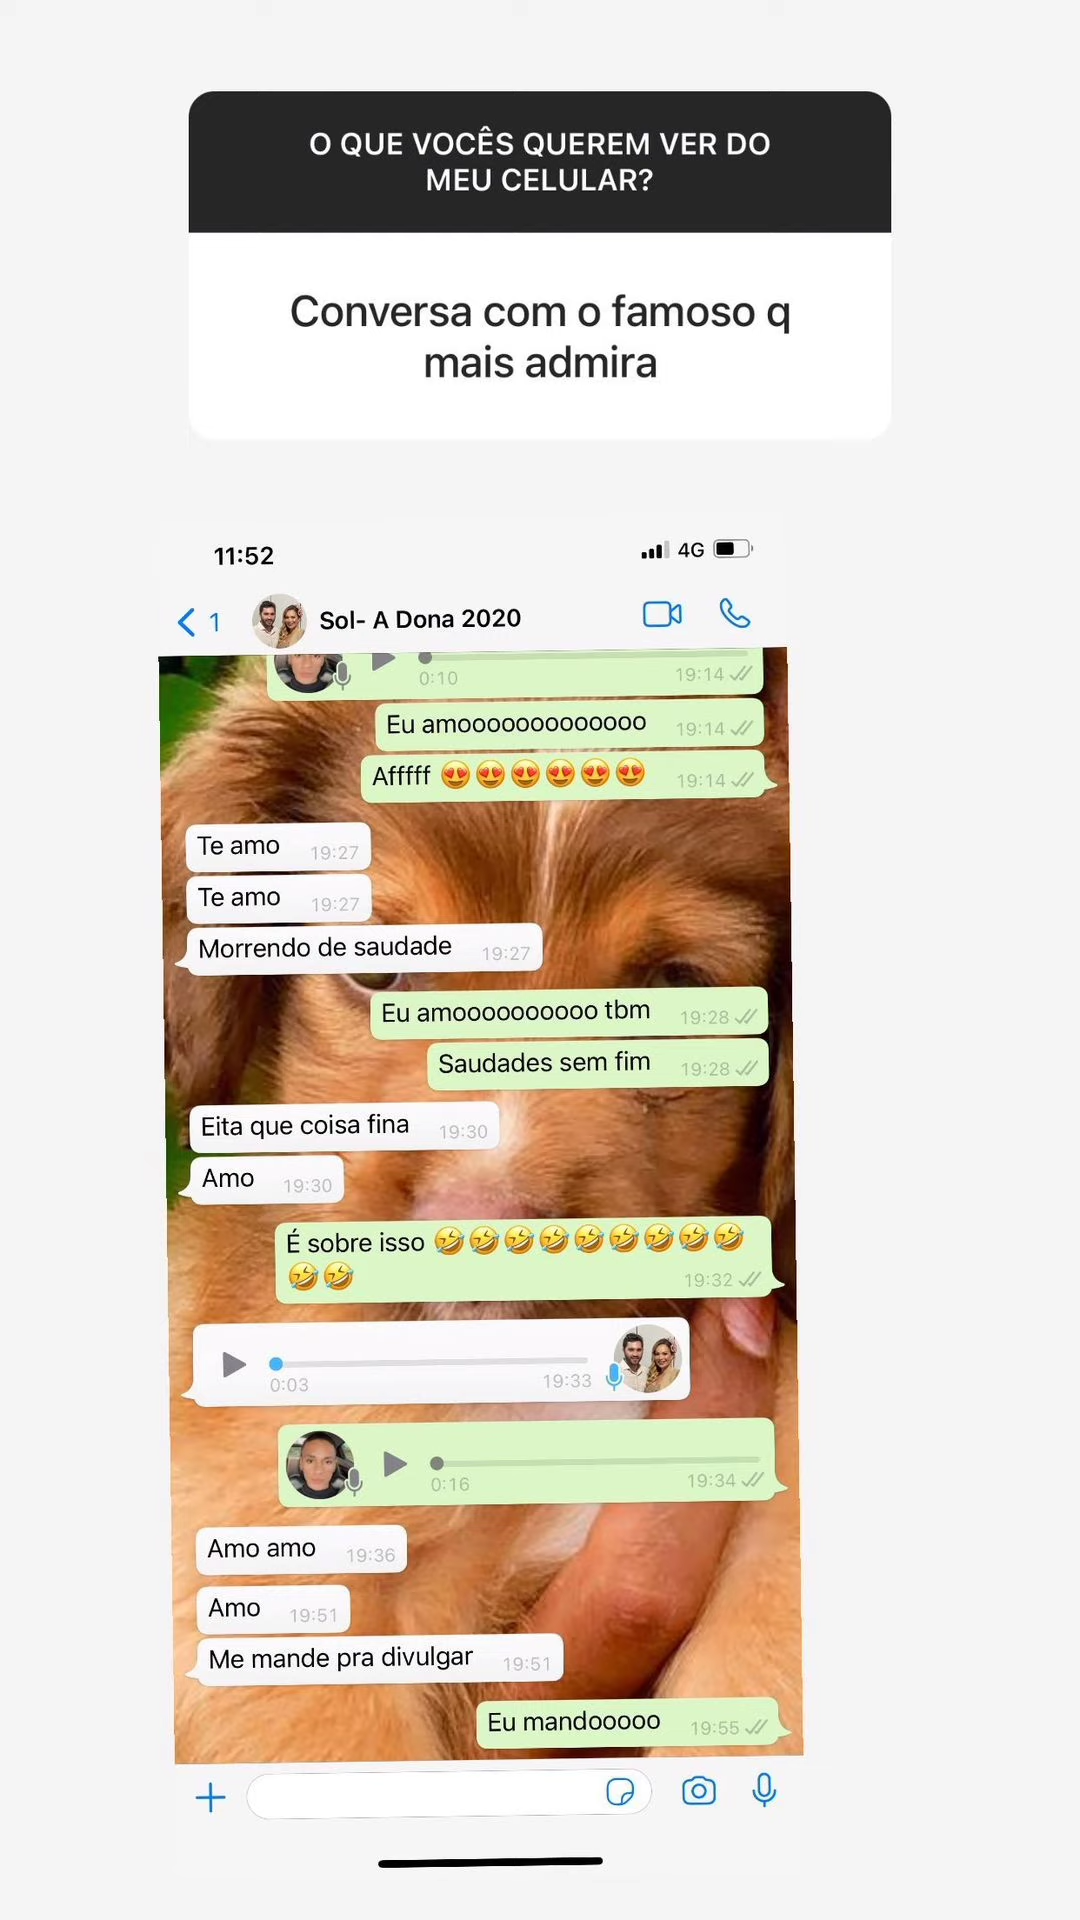 O QUE VOCÊS QUEREM VER DO
MEU CELULAR?
Conversa com o famoso q
mais admira
11:52
4G
1
Sol- A Dona 2020
0:10
19:14
Eu amooooooooooooo 19:14
Afffff 😍😍😍😍😍😍 19:14
Te amo 19:27
Te amo 19:27
Morrendo de saudade 19:27
Eu amoooooooooo tbm 19:28
Saudades sem fim 19:28
Eita que coisa fina 19:30
Amo 19:30
É sobre isso 🤣🤣🤣🤣🤣🤣🤣🤣🤣
🤣🤣 19:32
0:03 19:33
0:16 19:34
Amo amo 19:36
Amo 19:51
Me mande pra divulgar 19:51
Eu mandooooo 19:55